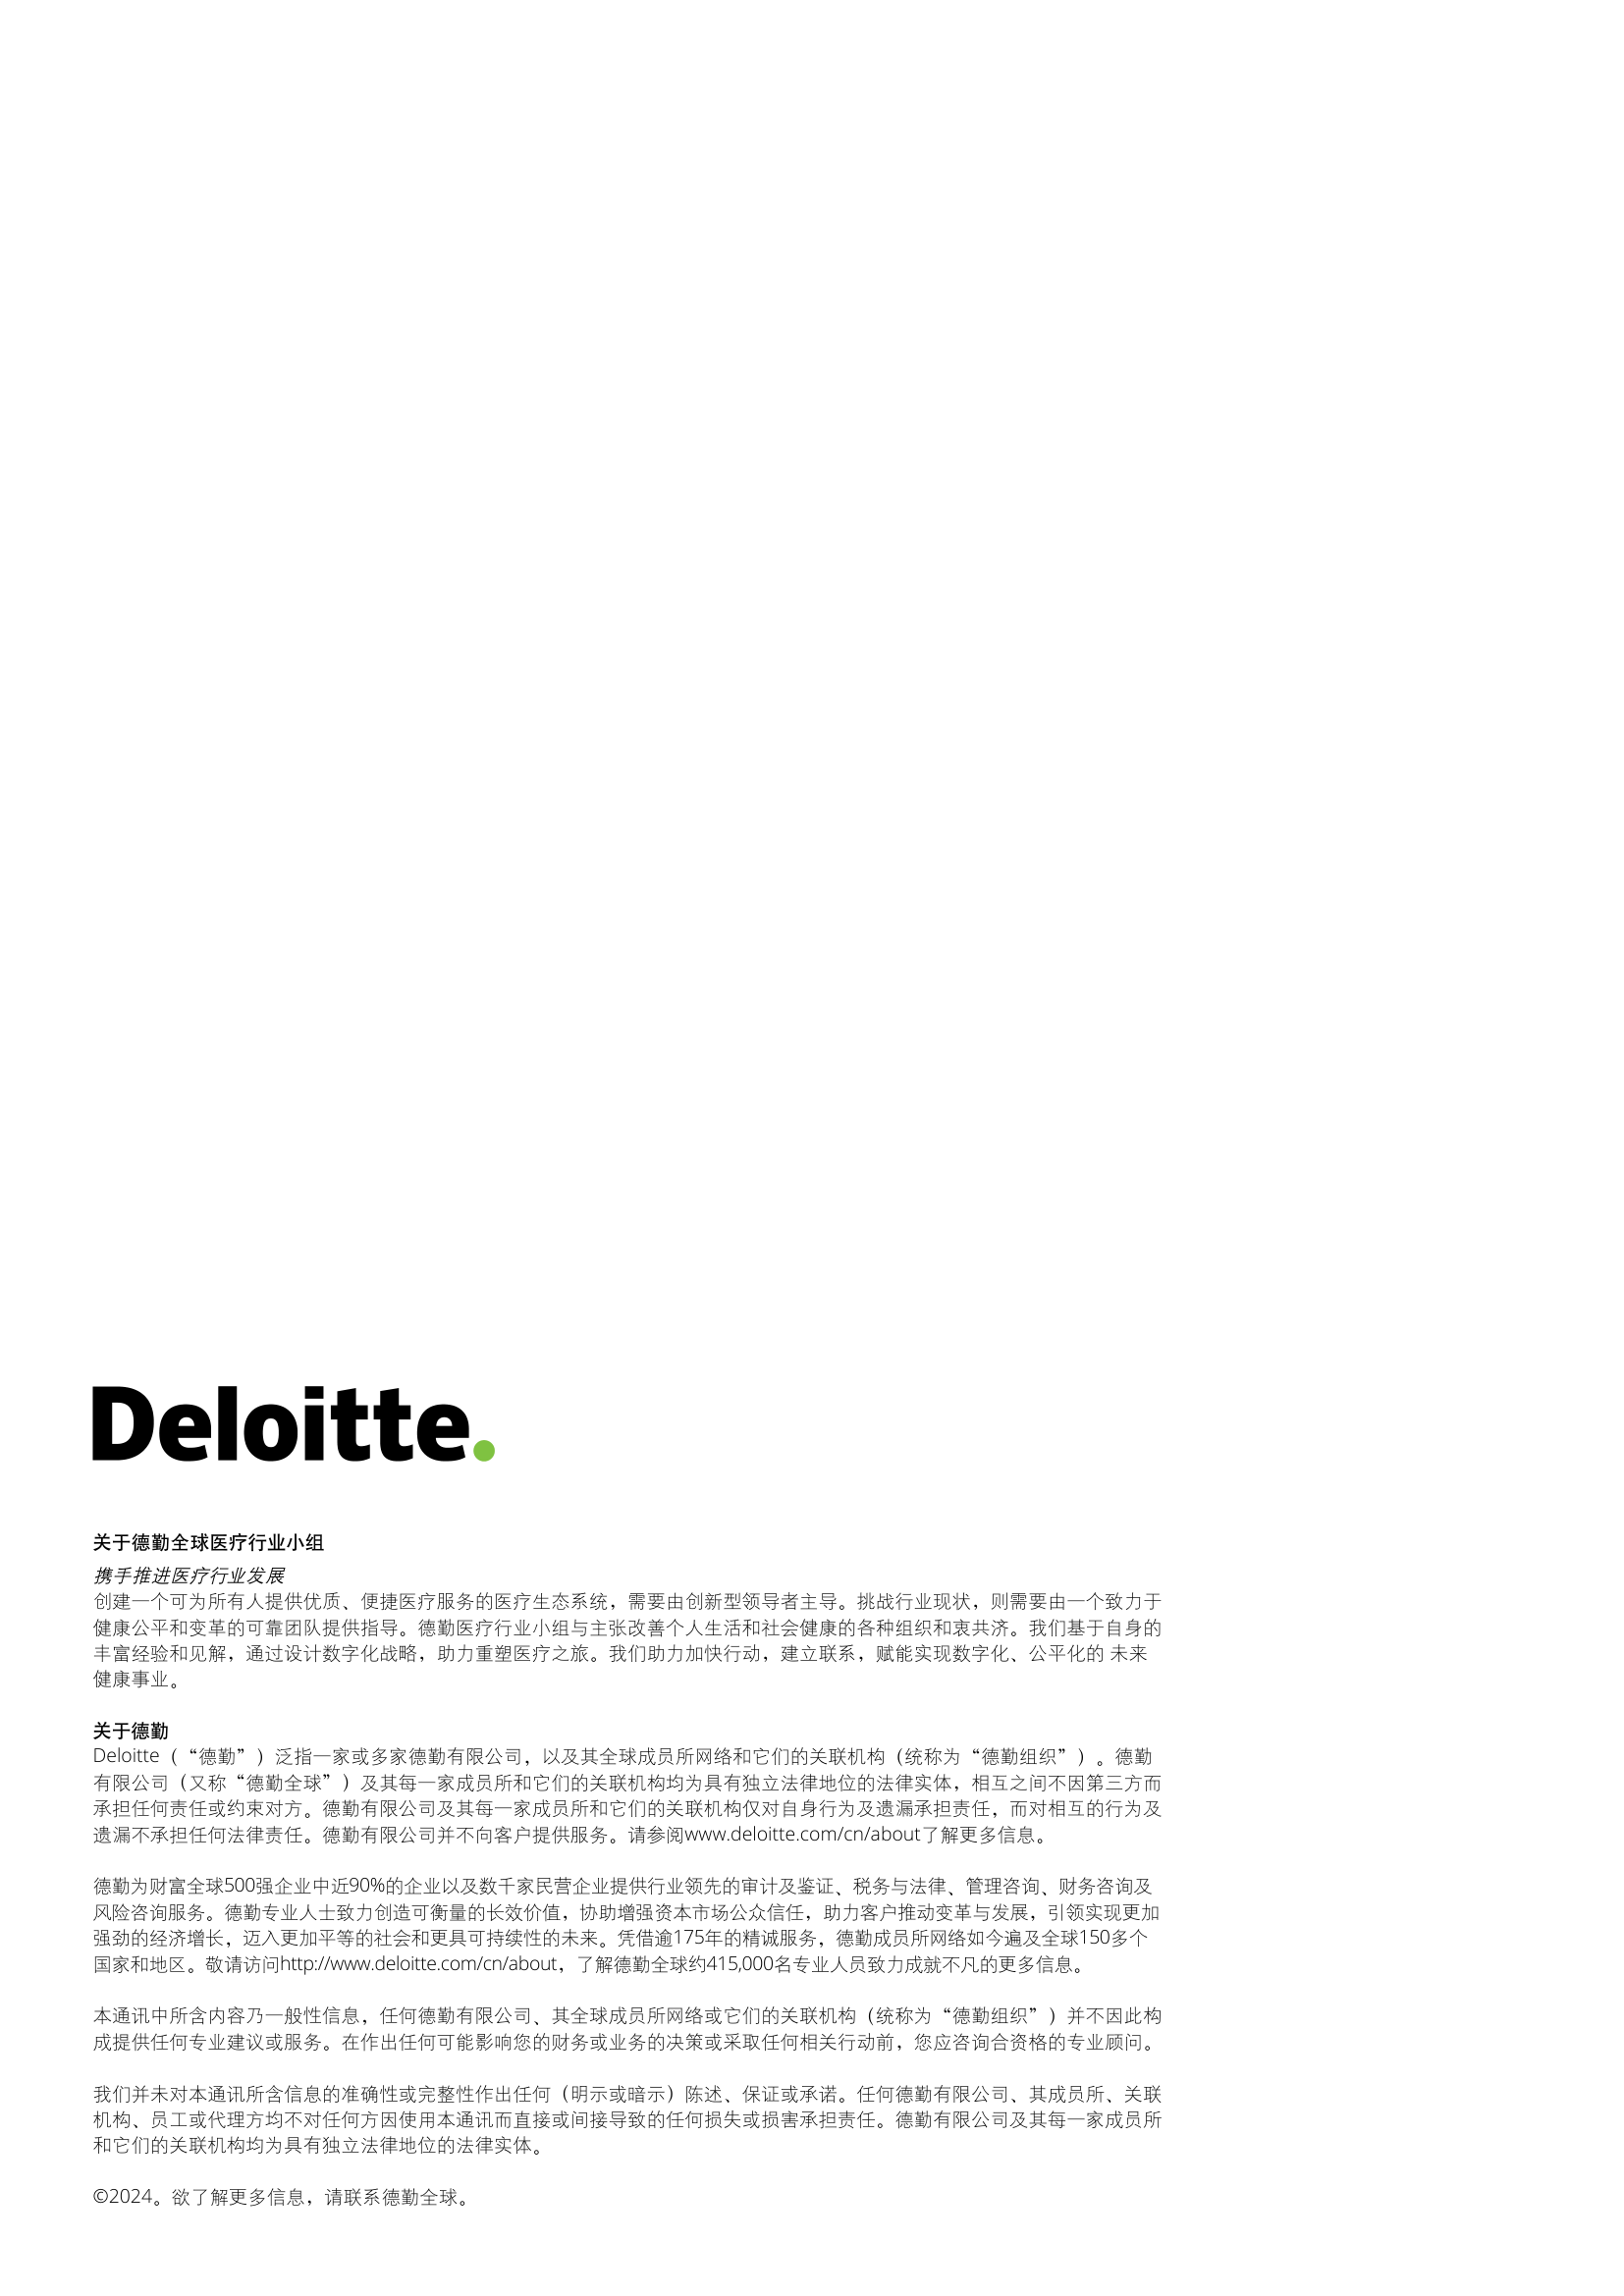 Deloitte.
关于德勤全球医疗行业小组
携手推进医疗行业发展
创建一个可为所有人提供优质、便捷医疗服务的医疗生态系统，需要由创新型领导者主导。挑战行业现状，则需要由一个致力于
健康公平和变革的可靠团队提供指导。德勤医疗行业小组与主张改善个人生活和社会健康的各种组织和衷共济。我们基于自身的
丰富经验和见解，通过设计数字化战略，助力重塑医疗之旅。我们助力加快行动，建立联系，赋能实现数字化、公平化的 未来
健康事业。
关于德勤
Deloitte（“德勤”）泛指一家或多家德勤有限公司，以及其全球成员所网络和它们的关联机构（统称为“德勤组织”）。德勤
有限公司（又称“德勤全球”）及其每一家成员所和它们的关联机构均为具有独立法律地位的法律实体，相互之间不因第三方而
承担任何责任或约束对方。德勤有限公司及其每一家成员所和它们的关联机构仅对自身行为及遗漏承担责任，而对相互的行为及
遗漏不承担任何法律责任。德勤有限公司并不向客户提供服务。请参阅www.deloitte.com/cn/about了解更多信息。
德勤为财富全球500强企业中近90%的企业以及数千家民营企业提供行业领先的审计及鉴证、税务与法律、管理咨询、财务咨询及
风险咨询服务。德勤专业人士致力创造可衡量的长效价值，协助增强资本市场公众信任，助力客户推动变革与发展，引领实现更加
强劲的经济增长，迈入更加平等的社会和更具可持续性的未来。凭借逾175年的精诚服务，德勤成员所网络如今遍及全球150多个
国家和地区。敬请访问http://www.deloitte.com/cn/about，了解德勤全球约415,000名专业人员致力成就不凡的更多信息。
本通讯中所含内容乃一般性信息，任何德勤有限公司、其全球成员所网络或它们的关联机构（统称为“德勤组织”）并不因此构
成提供任何专业建议或服务。在作出任何可能影响您的财务或业务的决策或采取任何相关行动前，您应咨询合资格的专业顾问。
我们并未对本通讯所含信息的准确性或完整性作出任何（明示或暗示）陈述、保证或承诺。任何德勤有限公司、其成员所、关联
机构、员工或代理方均不对任何方因使用本通讯而直接或间接导致的任何损失或损害承担责任。德勤有限公司及其每一家成员所
和它们的关联机构均为具有独立法律地位的法律实体。
©2024。欲了解更多信息，请联系德勤全球。